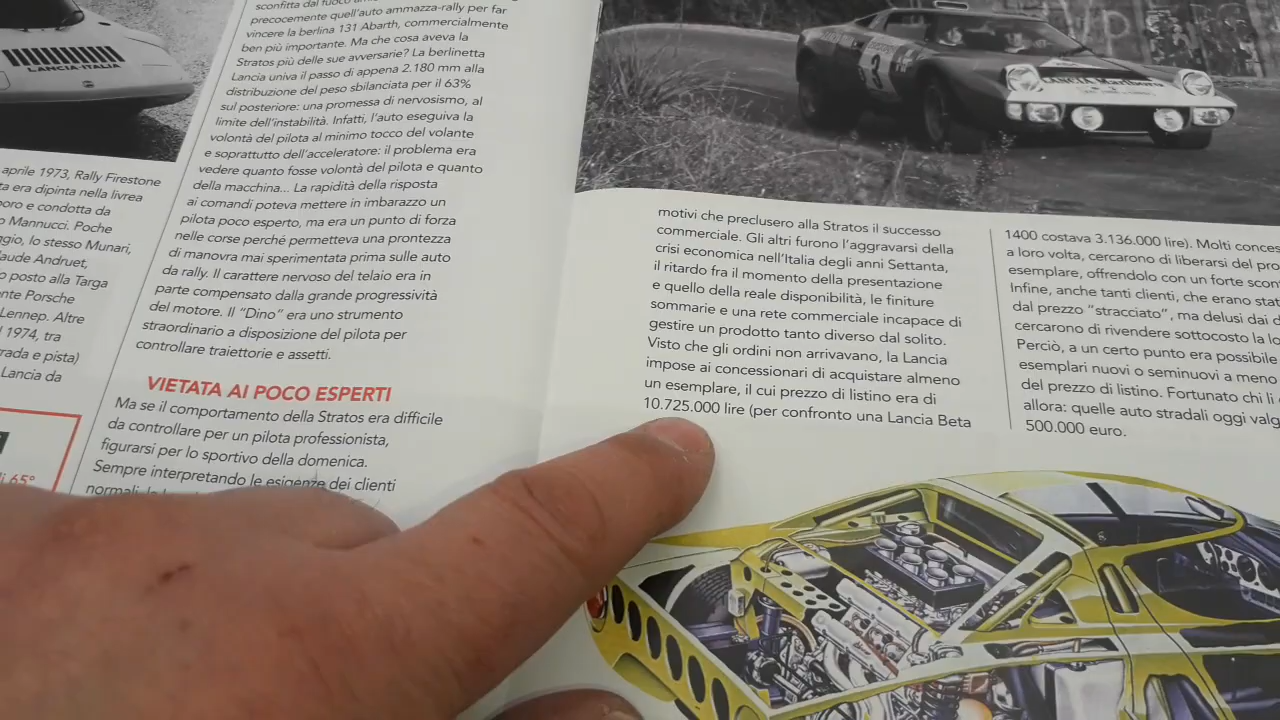 LANCIA-ITALIA
aprile 1973, Rally Firestone
ta era dipinta nella livrea
oro e condotta da
o Mannucci. Poche
ggio, lo stesso Munari,
aude Andruet,
o posto alla Targa
nte Porsche
Lennep. Altre
l 1974, tra
rada e pista)
Lancia da
di 65°
sconfitta dal fuoco
precocemente quell'auto ammazza-rally per far
vincere la berlina 131 Abarth, commercialmente
ben più importante. Ma che cosa aveva la
Stratos più delle sue avversarie? La berlinetta
Lancia univa il passo di appena 2.180 mm alla
distribuzione del peso sbilanciata per il 63%
sul posteriore: una promessa di nervosismo, al
limite dell'instabilità. Infatti, l'auto eseguiva la
volontà del pilota al minimo tocco del volante
e soprattutto dell'acceleratore: il problema era
vedere quanto fosse volontà del pilota e quanto
della macchina... La rapidità della risposta
ai comandi poteva mettere in imbarazzo un
pilota poco esperto, ma era un punto di forza
nelle corse perché permetteva una prontezza
di manovra mai sperimentata prima sulle auto
da rally. Il carattere nervoso del telaio era in
parte compensato dalla grande progressività
del motore. Il "Dino" era uno strumento
straordinario a disposizione del pilota per
controllare traiettorie e assetti.
VIETATA AI POCO ESPERTI
Ma se il comportamento della Stratos era difficile
da controllare per un pilota professionista,
figurarsi per lo sportivo della domenica.
Sempre interpretando le esigenze dei clienti
normali, la
3
LANCIA Marlboro
motivi che preclusero alla Stratos il successo
commerciale. Gli altri furono l'aggravarsi della
crisi economica nell'Italia degli anni Settanta,
il ritardo fra il momento della presentazione
e quello della reale disponibilità, le finiture
sommarie e una rete commerciale incapace di
gestire un prodotto tanto diverso dal solito.
Visto che gli ordini non arrivavano, la Lancia
impose ai concessionari di acquistare almeno
un esemplare, il cui prezzo di listino era di
10.725.000 lire (per confronto una Lancia Beta
1400 costava 3.136.000 lire). Molti conces
a loro volta, cercarono di liberarsi del pro
esemplare, offrendolo con un forte scon
Infine, anche tanti clienti, che erano stat
dal prezzo "stracciato", ma delusi dai d
cercarono di rivendere sottocosto la lo
Perciò, a un certo punto era possibile
esemplari nuovi o seminuovi a meno
del prezzo di listino. Fortunato chi li
allora: quelle auto stradali oggi valg
500.000 euro.